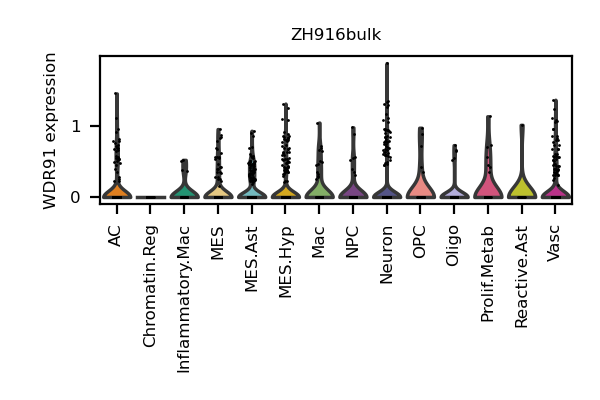 ZH916bulk
WDR91 expression
1
0
AC
Chromatin.Reg
Inflammatory.Mac
MES
MES.Ast
MES.Hyp
Mac
NPC
Neuron
OPC
Oligo
Prolif.Metab
Reactive.Ast
Vasc